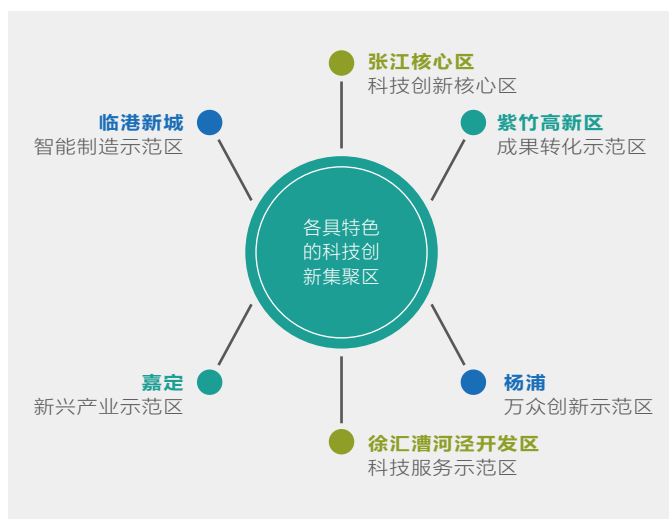 张江核心区
科技创新核心区
临港新城
智能制造示范区
紫竹高新区
成果转化示范区
各具特色
的科技创
新集聚区
嘉定
新兴产业示范区
杨浦
万众创新示范区
徐汇漕河泾开发区
科技服务示范区